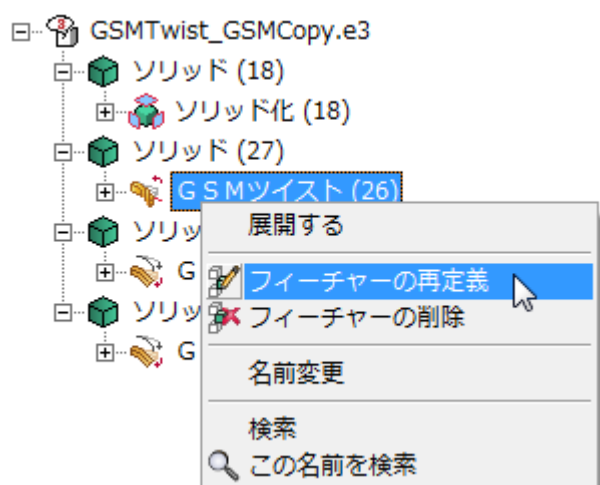 GSMTwist_GSMCopy.e3
ソリッド (18)
ソリッド化 (18)
ソリッド (27)
ＧＳＭツイスト (26)
展開する
ソリッ
フィーチャーの再定義
Ｇ
ソリッ
フィーチャーの削除
Ｇ
名前変更
検索
この名前を検索